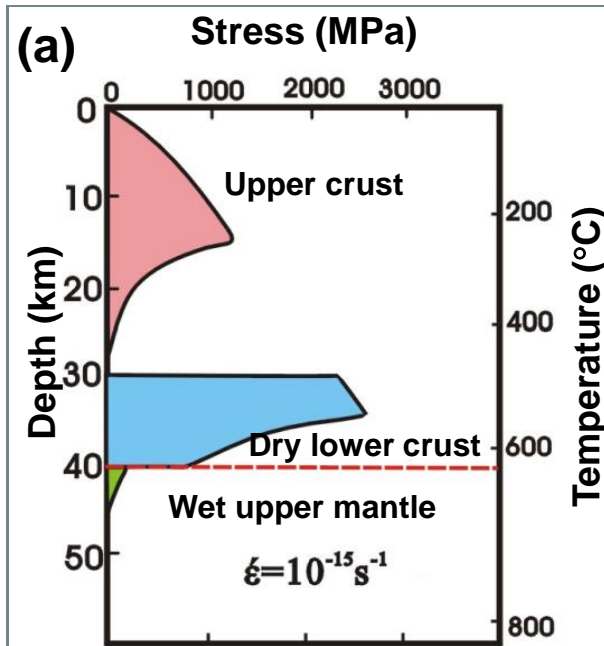 (a)
Stress (MPa)
0 1000 2000 3000
0
10
20
30
40
50
Depth (km)
Upper crust
Dry lower crust
Wet upper mantle
έ=10⁻¹⁵s⁻¹
200
400
600
800
Temperature (°C)